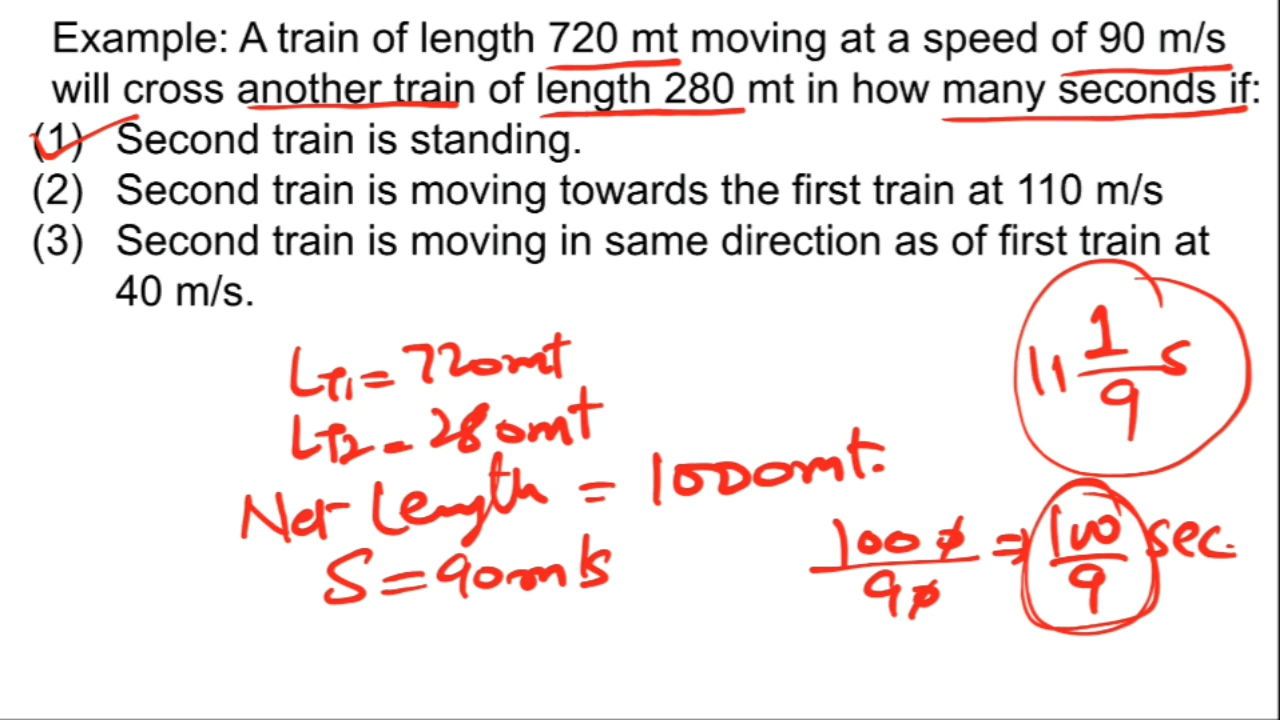 Example: A train of length 720 mt moving at a speed of 90 m/s
will cross another train of length 280 mt in how many seconds if:
(1) Second train is standing.
(2) Second train is moving towards the first train at 110 m/s
(3) Second train is moving in same direction as of first train at
40 m/s.
LT1 = 720mt
LT2 = 280mt
Net Length = 1000mt.
S = 90m/s
1000/90 ⇒ 100/9 sec.
11 1/9 s